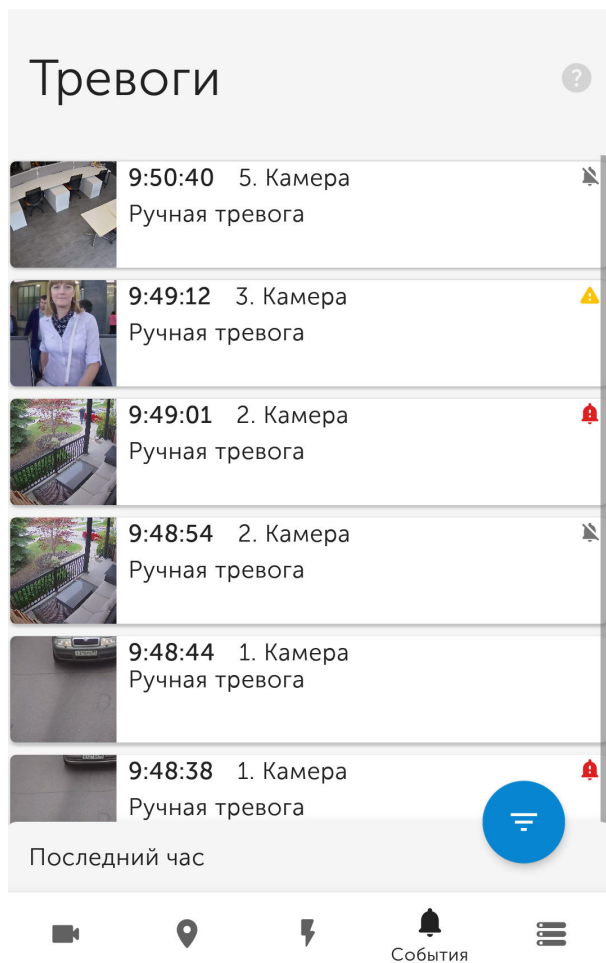 Тревоги
?
9:50:40 5. Камера
Ручная тревога
9:49:12 3. Камера
Ручная тревога
9:49:01 2. Камера
Ручная тревога
9:48:54 2. Камера
Ручная тревога
9:48:44 1. Камера
Ручная тревога
9:48:38 1. Камера
Ручная тревога
Последний час
События